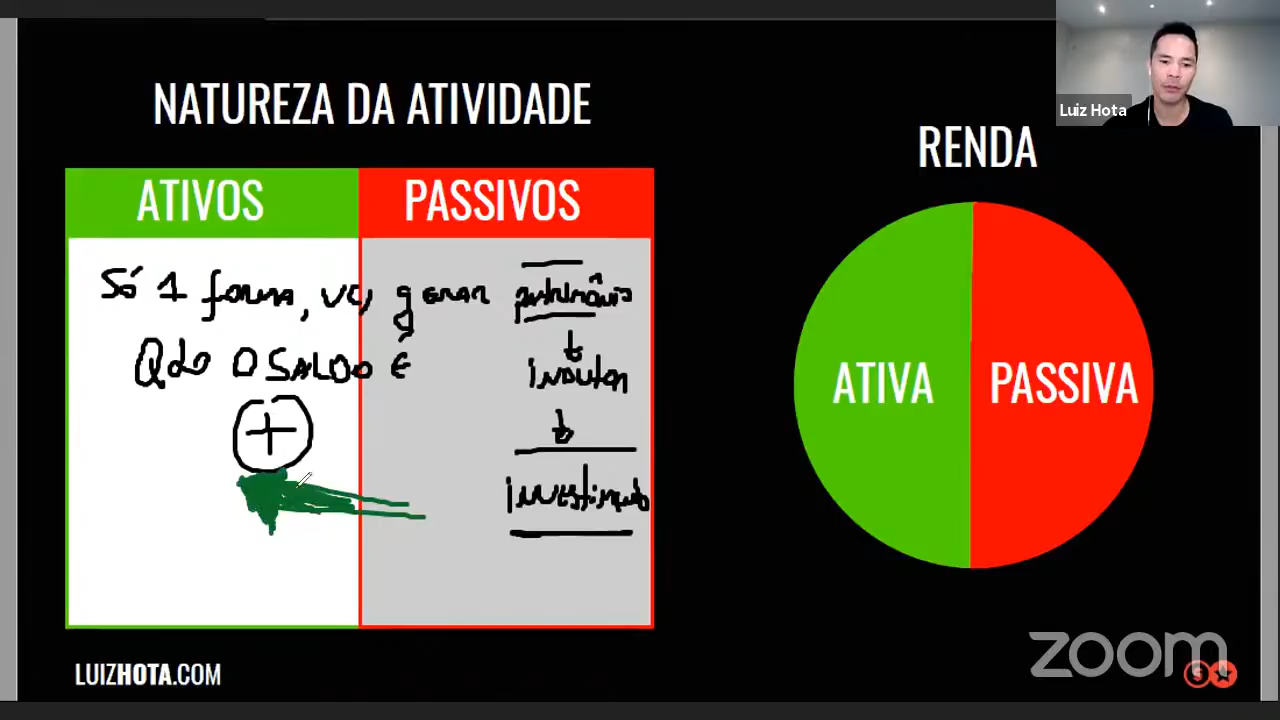 NATUREZA DA ATIVIDADE
Luiz Hota
RENDA
ATIVOS PASSIVOS
Só 1 forma, vc, gerar patrimônio
Qdo O SALDO É
+
investimento
ATIVA PASSIVA
LUIZHOTA.COM
zoom